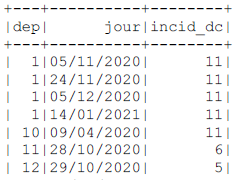 +---+----------+--------+
|dep|      jour|incid_dc|
+---+----------+--------+
|  1|05/11/2020|      11|
|  1|24/11/2020|      11|
|  1|05/12/2020|      11|
|  1|14/01/2021|      11|
| 10|09/04/2020|      11|
| 11|28/10/2020|       6|
| 12|29/10/2020|       5|